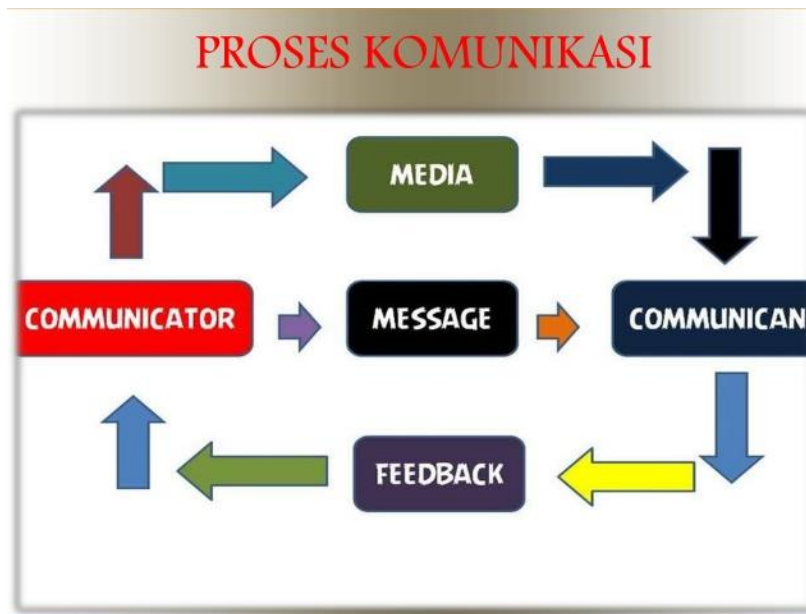 PROSES KOMUNIKASI
MEDIA
COMMUNICATOR
MESSAGE
COMMUNICAN
FEEDBACK